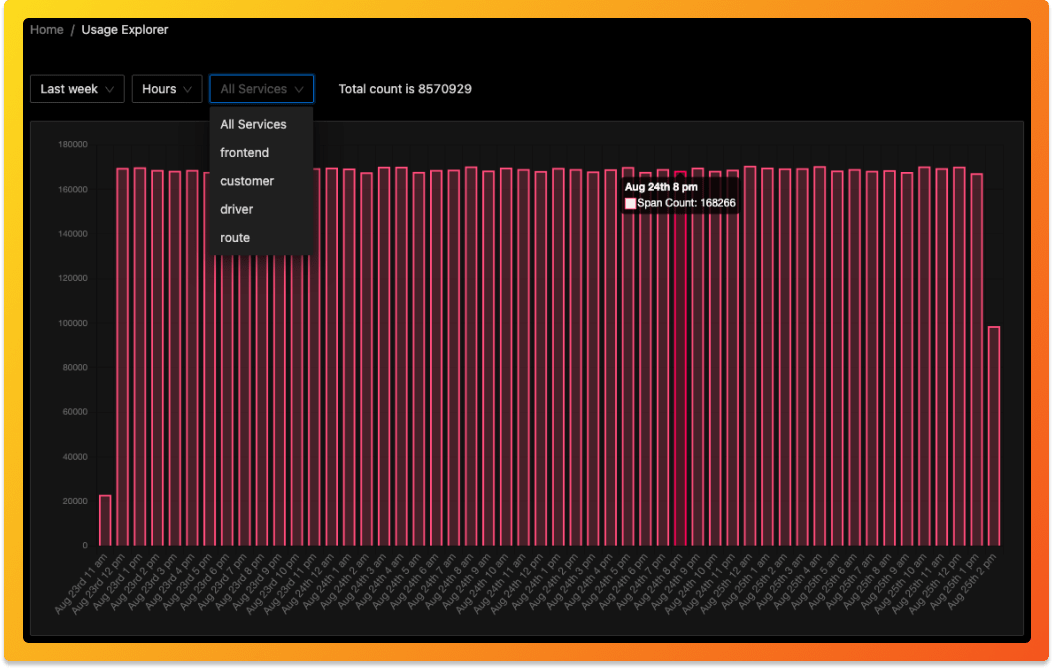 Home / Usage Explorer
Last week
Hours
All Services
Total count is 8570929
All Services
frontend
customer
driver
route
180000
160000
140000
120000
100000
80000
60000
40000
20000
0
Aug 24th 8 pm
Span Count: 168266
Aug 23rd 11 am
Aug 23rd 12 pm
Aug 23rd 1 pm
Aug 23rd 2 pm
Aug 23rd 3 pm
Aug 23rd 4 pm
Aug 23rd 5 pm
Aug 23rd 6 pm
Aug 23rd 7 pm
Aug 23rd 8 pm
Aug 23rd 9 pm
Aug 23rd 10 pm
Aug 23rd 11 pm
Aug 24th 12 am
Aug 24th 1 am
Aug 24th 2 am
Aug 24th 3 am
Aug 24th 4 am
Aug 24th 5 am
Aug 24th 6 am
Aug 24th 7 am
Aug 24th 8 am
Aug 24th 9 am
Aug 24th 10 am
Aug 24th 11 am
Aug 24th 12 pm
Aug 24th 1 pm
Aug 24th 2 pm
Aug 24th 3 pm
Aug 24th 4 pm
Aug 24th 5 pm
Aug 24th 6 pm
Aug 24th 7 pm
Aug 24th 8 pm
Aug 24th 9 pm
Aug 24th 10 pm
Aug 24th 11 pm
Aug 25th 12 am
Aug 25th 1 am
Aug 25th 2 am
Aug 25th 3 am
Aug 25th 4 am
Aug 25th 5 am
Aug 25th 6 am
Aug 25th 7 am
Aug 25th 8 am
Aug 25th 9 am
Aug 25th 10 am
Aug 25th 11 am
Aug 25th 12 pm
Aug 25th 1 pm
Aug 25th 2 pm